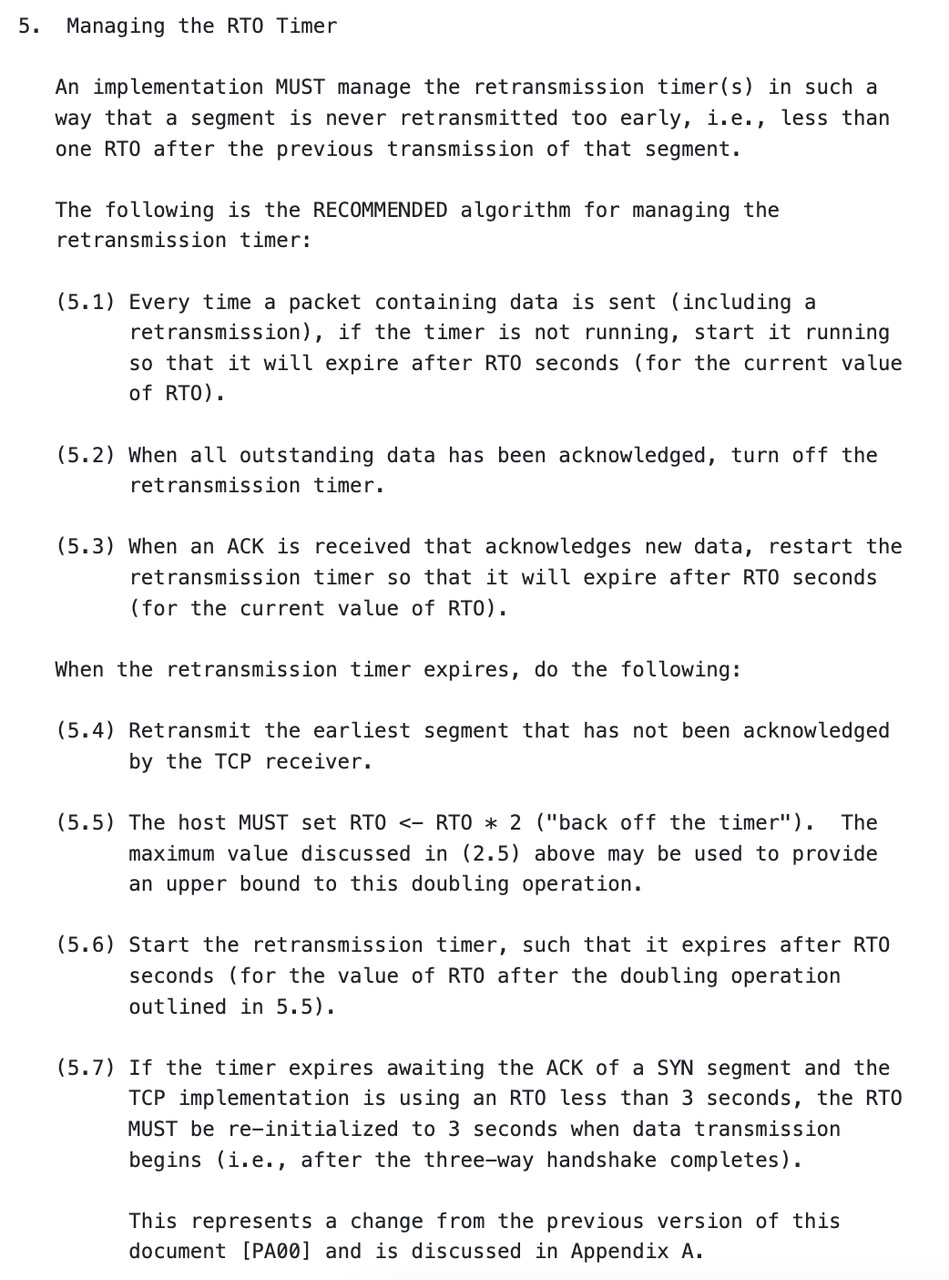 5.  Managing the RTO Timer
An implementation MUST manage the retransmission timer(s) in such a
way that a segment is never retransmitted too early, i.e., less than
one RTO after the previous transmission of that segment.
The following is the RECOMMENDED algorithm for managing the
retransmission timer:
(5.1) Every time a packet containing data is sent (including a
retransmission), if the timer is not running, start it running
so that it will expire after RTO seconds (for the current value
of RTO).
(5.2) When all outstanding data has been acknowledged, turn off the
retransmission timer.
(5.3) When an ACK is received that acknowledges new data, restart the
retransmission timer so that it will expire after RTO seconds
(for the current value of RTO).
When the retransmission timer expires, do the following:
(5.4) Retransmit the earliest segment that has not been acknowledged
by the TCP receiver.
(5.5) The host MUST set RTO <- RTO * 2 ("back off the timer").  The
maximum value discussed in (2.5) above may be used to provide
an upper bound to this doubling operation.
(5.6) Start the retransmission timer, such that it expires after RTO
seconds (for the value of RTO after the doubling operation
outlined in 5.5).
(5.7) If the timer expires awaiting the ACK of a SYN segment and the
TCP implementation is using an RTO less than 3 seconds, the RTO
MUST be re-initialized to 3 seconds when data transmission
begins (i.e., after the three-way handshake completes).
This represents a change from the previous version of this
document [PA00] and is discussed in Appendix A.